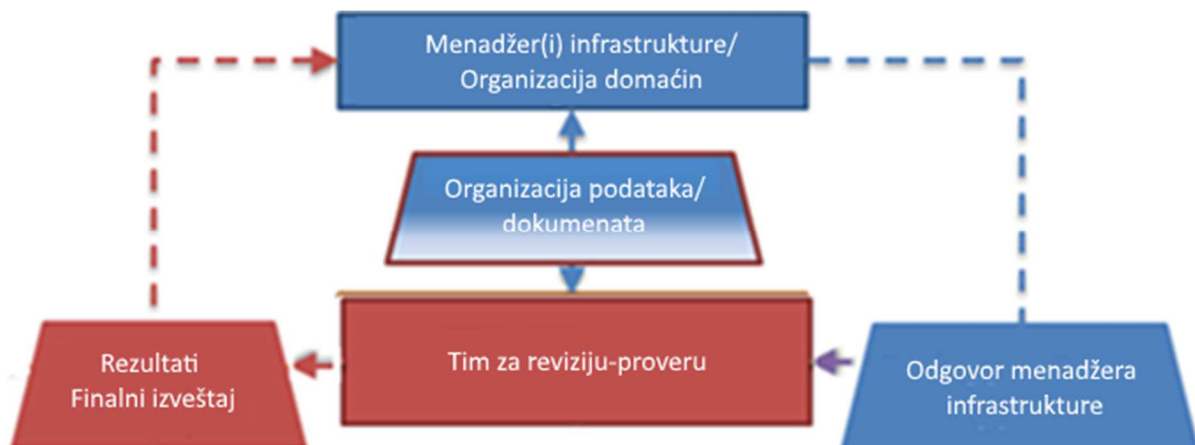 Menadžer(i) infrastrukture/
Organizacija domaćin
Organizacija podataka/
dokumenata
Rezultati
Finalni izveštaj
Tim za reviziju-proveru
Odgovor menadžera
infrastrukture